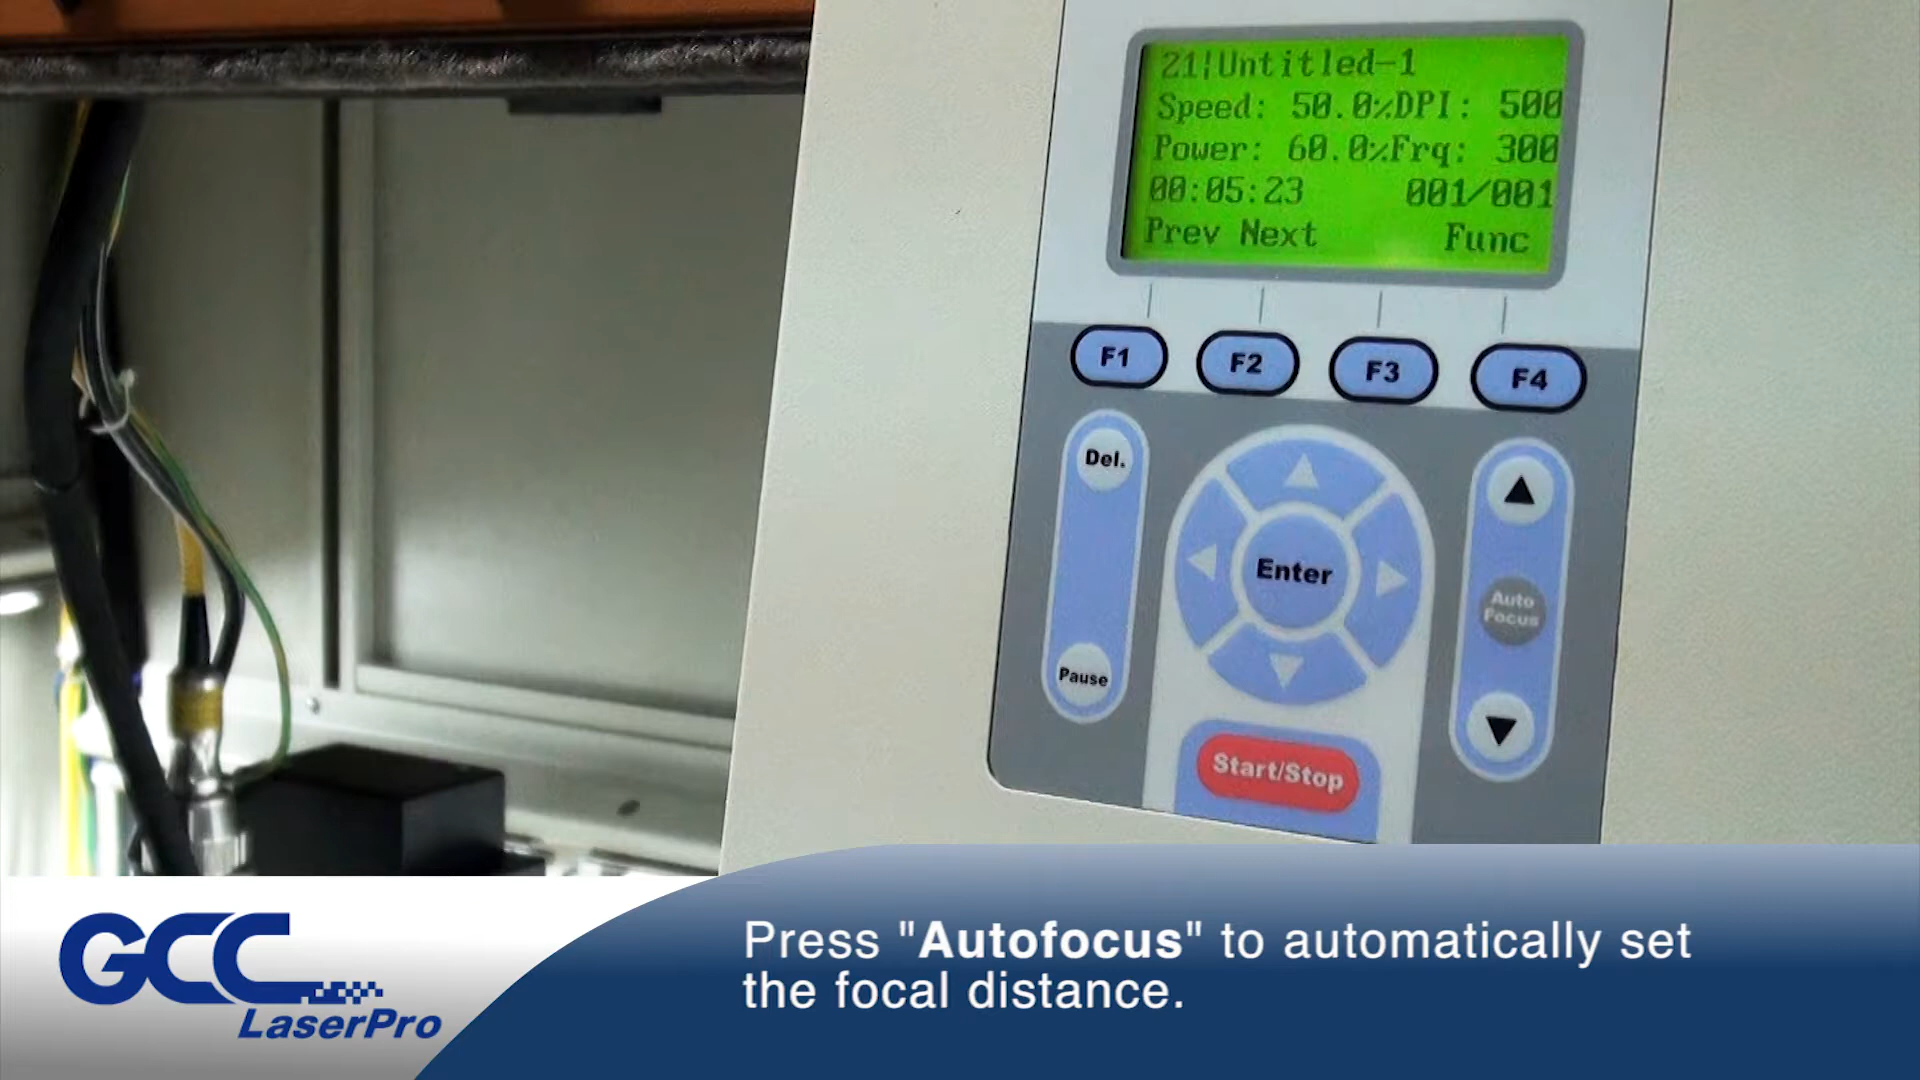 21¦Untitled-1
Speed: 50.0%DPI: 500
Power: 60.0%Frq: 300
00:05:23 001/001
Prev Next Func
F1 F2 F3 F4
Del.
Enter
Auto
Focus
Pause
Start/Stop
GCC
LaserPro
Press "Autofocus" to automatically set
the focal distance.